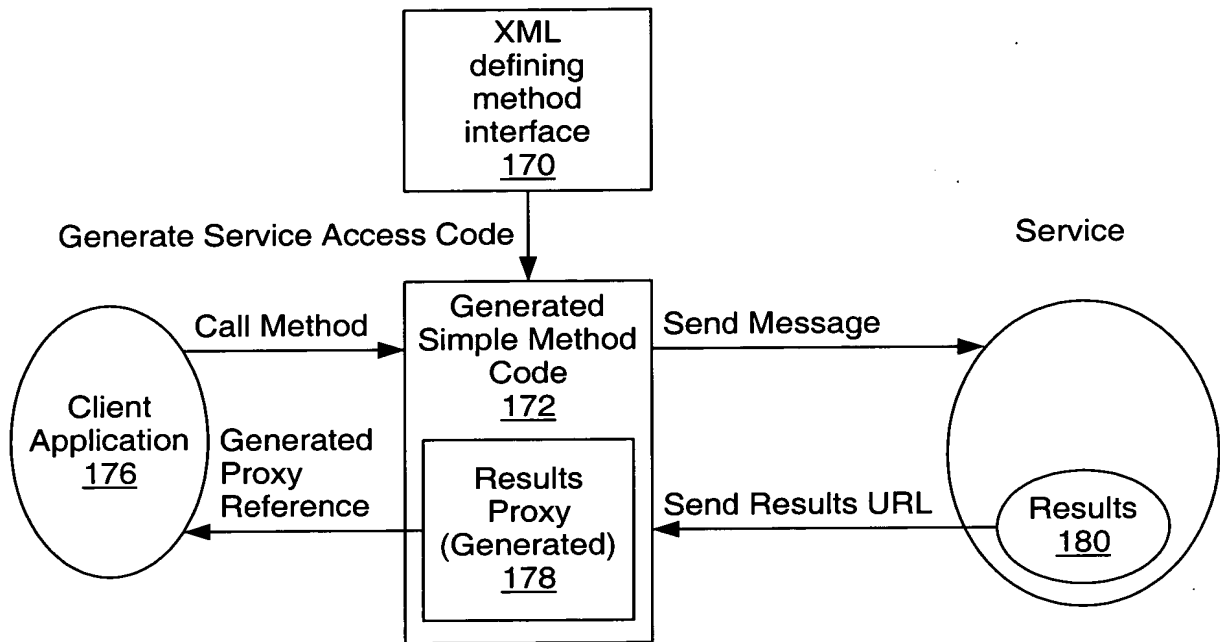 XML
defining
method
interface
170
Generate Service Access Code
Service
Generated
Simple Method
Code
172
Call Method
Send Message
Client
Application
176
Generated
Proxy
Reference
Results
Proxy
(Generated)
178
Send Results URL
Results
180